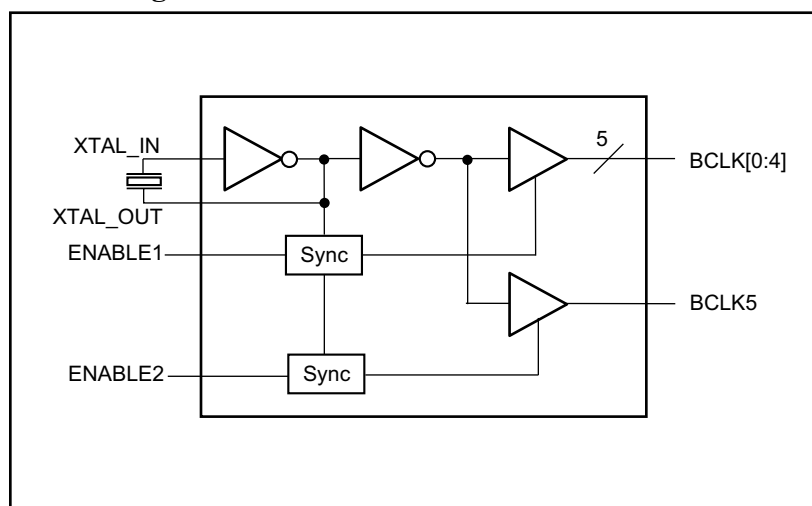 XTAL_IN
5
BCLK[0:4]
XTAL_OUT
ENABLE1
Sync
BCLK5
ENABLE2
Sync